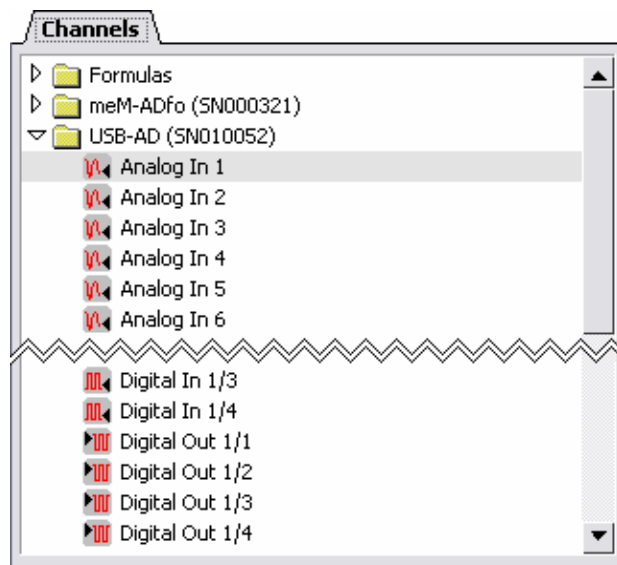 Channels
Formulas
meM-ADfo (SN000321)
USB-AD (SN010052)
Analog In 1
Analog In 2
Analog In 3
Analog In 4
Analog In 5
Analog In 6
Digital In 1/3
Digital In 1/4
Digital Out 1/1
Digital Out 1/2
Digital Out 1/3
Digital Out 1/4